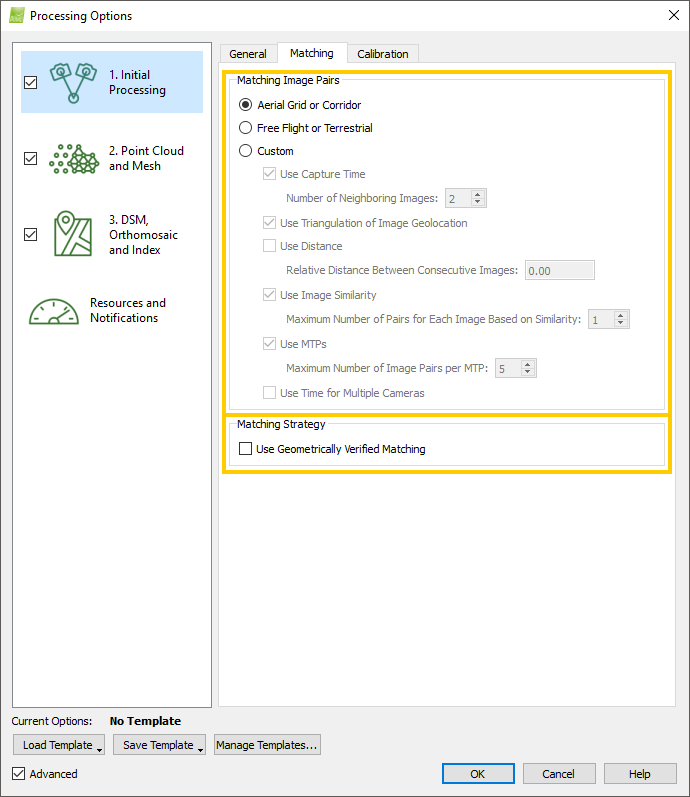 Processing Options
1. Initial
Processing
2. Point Cloud
and Mesh
3. DSM,
Orthomosaic
and Index
Resources and
Notifications
General
Matching
Calibration
Matching Image Pairs
Aerial Grid or Corridor
Free Flight or Terrestrial
Custom
Use Capture Time
Number of Neighboring Images: 2
Use Triangulation of Image Geolocation
Use Distance
Relative Distance Between Consecutive Images: 0.00
Use Image Similarity
Maximum Number of Pairs for Each Image Based on Similarity: 1
Use MTPs
Maximum Number of Image Pairs per MTP: 5
Use Time for Multiple Cameras
Matching Strategy
Use Geometrically Verified Matching
Current Options: No Template
Load Template
Save Template
Manage Templates...
Advanced
OK
Cancel
Help